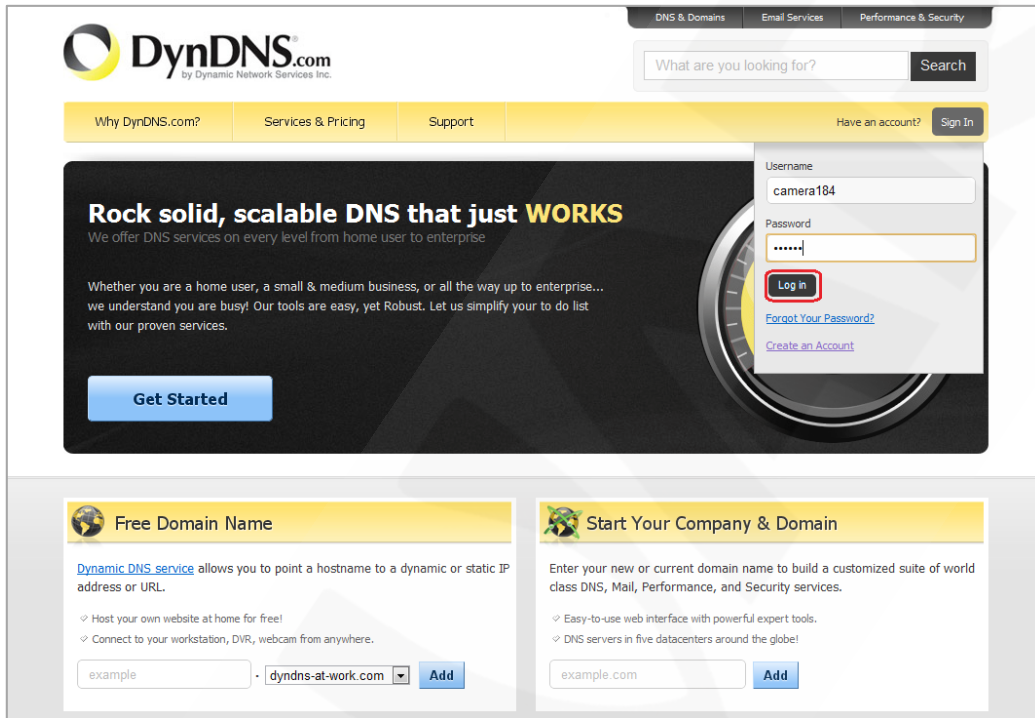 DNS & Domains Email Services Performance & Security
DynDNS.com
by Dynamic Network Services Inc.
What are you looking for? Search
Why DynDNS.com? Services & Pricing Support Have an account? Sign In
Username
camera184
Password
••••••
Log in
Forgot Your Password?
Create an Account
Rock solid, scalable DNS that just WORKS
We offer DNS services on every level from home user to enterprise
Whether you are a home user, a small & medium business, or all the way up to enterprise...
we understand you are busy! Our tools are easy, yet Robust. Let us simplify your to do list
with our proven services.
Get Started
Free Domain Name
Dynamic DNS service allows you to point a hostname to a dynamic or static IP
address or URL.
Host your own website at home for free!
Connect to your workstation, DVR, webcam from anywhere.
example . dyndns-at-work.com Add
Start Your Company & Domain
Enter your new or current domain name to build a customized suite of world
class DNS, Mail, Performance, and Security services.
Easy-to-use web interface with powerful expert tools.
DNS servers in five datacenters around the globe!
example.com Add